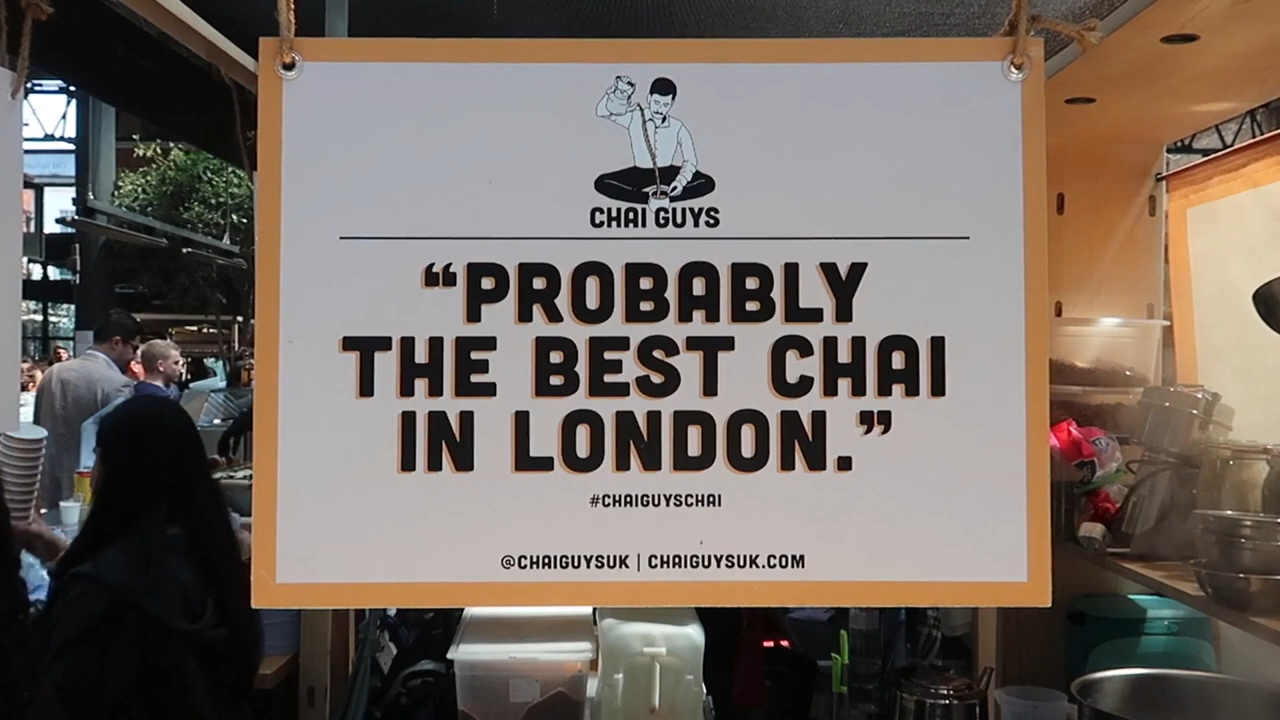 CHAI GUYS
“PROBABLY
THE BEST CHAI
IN LONDON.”
#CHAIGUYSCHAI
@CHAIGUYSUK | CHAIGUYSUK.COM